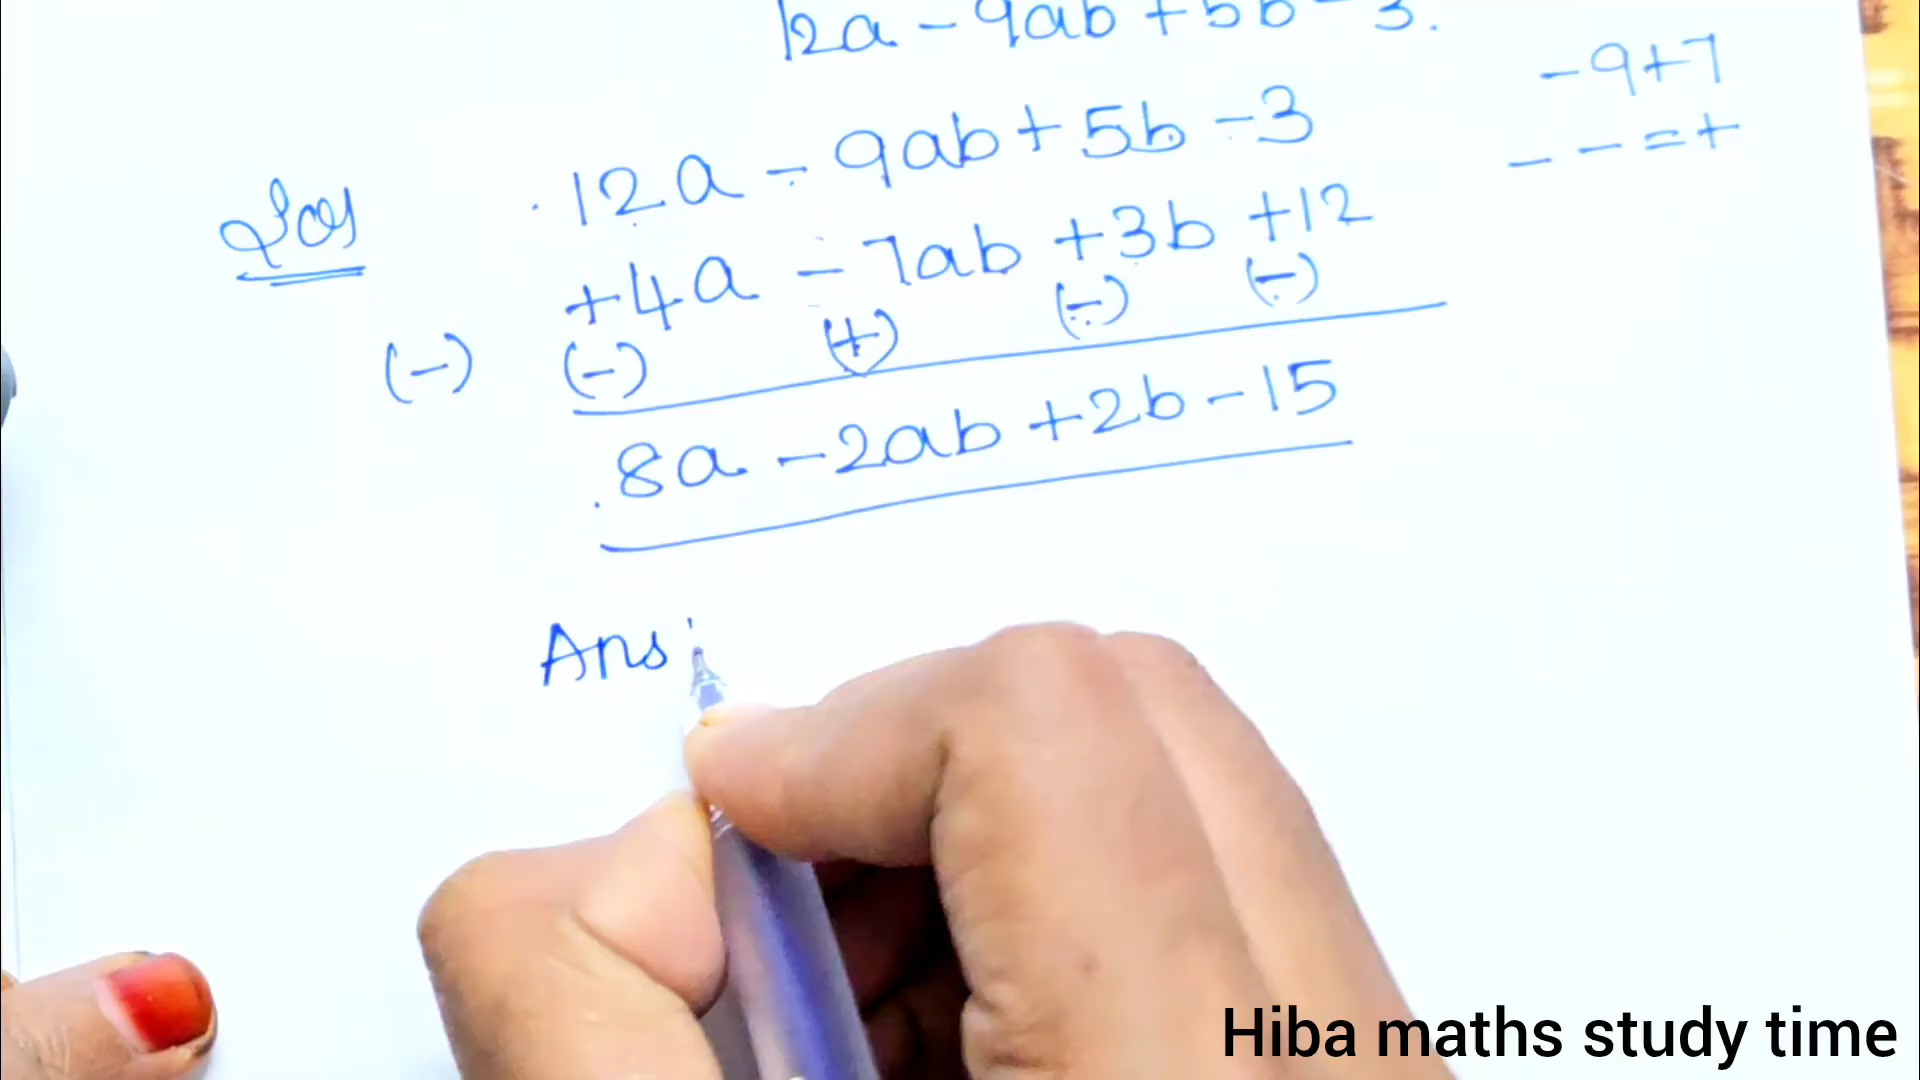 12a - 9ab + 5b - 3.
-9+7
- - = +
Sol
12a - 9ab + 5b - 3
+4a - 7ab + 3b + 12
(-) (-) (+) (-) (-)
8a - 2ab + 2b - 15
Ans:
Hiba maths study time